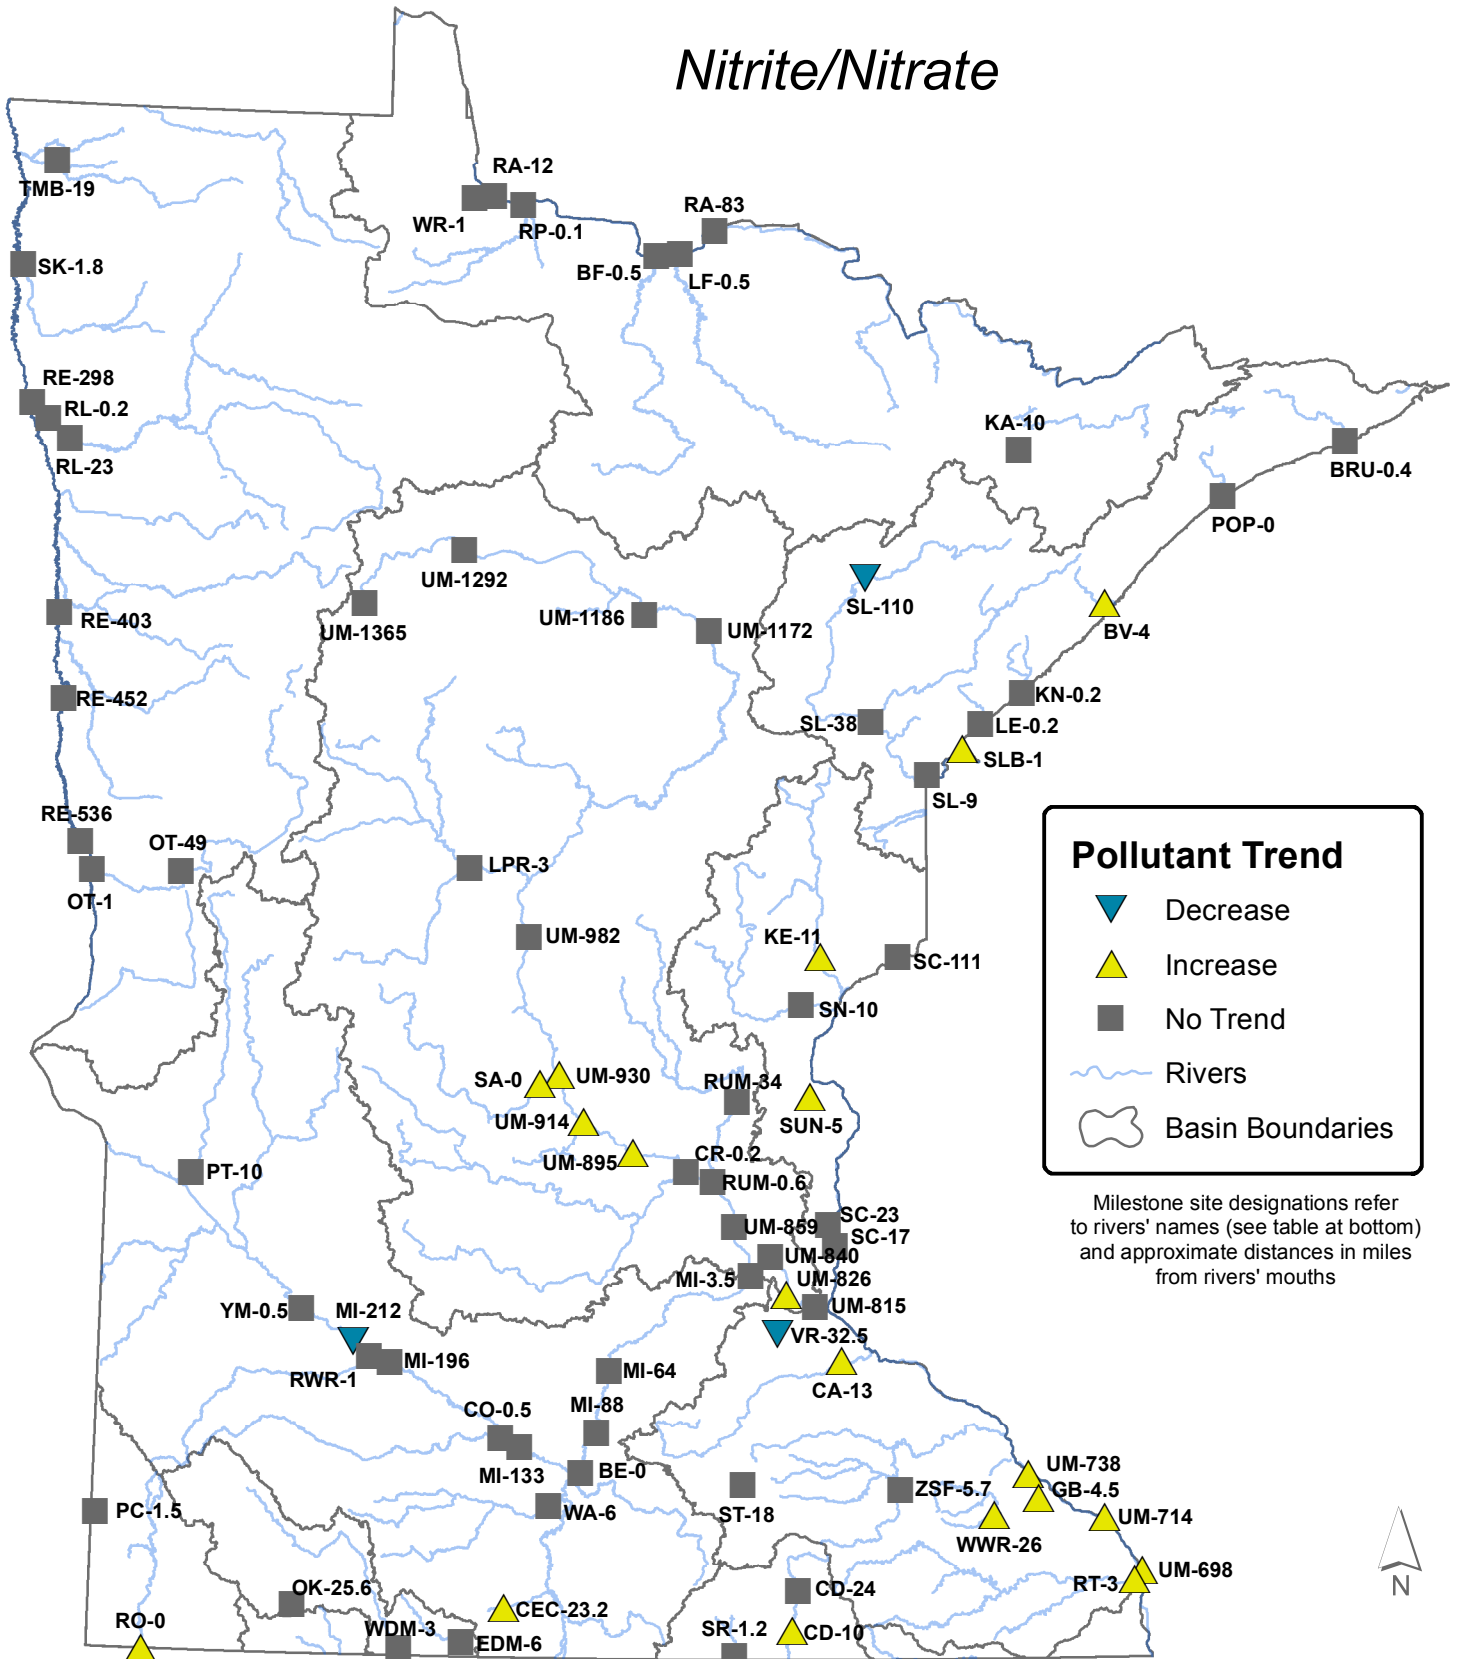 Nitrite/Nitrate
TMB-19
RA-12
WR-1
RP-0.1
RA-83
BF-0.5
LF-0.5
SK-1.8
RE-298
RL-0.2
RL-23
KA-10
BRU-0.4
POP-0
UM-1292
UM-1365
UM-1186
UM-1172
SL-110
BV-4
RE-403
RE-452
KN-0.2
SL-38
LE-0.2
SLB-1
SL-9
RE-536
OT-49
OT-1
LPR-3
UM-982
KE-11
SC-111
SN-10
Pollutant Trend
Decrease
Increase
No Trend
Rivers
Basin Boundaries
Milestone site designations refer
to rivers' names (see table at bottom)
and approximate distances in miles
from rivers' mouths
SA-0
UM-930
RUM-34
UM-914
SUN-5
UM-895
CR-0.2
PT-10
RUM-0.6
SC-23
UM-859
SC-17
UM-840
MI-3.5
UM-826
YM-0.5
MI-212
UM-815
VR-32.5
RWR-1
MI-196
MI-64
CA-13
CO-0.5
MI-88
MI-133
BE-0
UM-738
GB-4.5
PC-1.5
WA-6
ST-18
ZSF-5.7
UM-714
WWR-26
UM-698
RT-3
OK-25.6
CD-24
RO-0
CEC-23.2
WDM-3
EDM-6
SR-1.2
CD-10
N